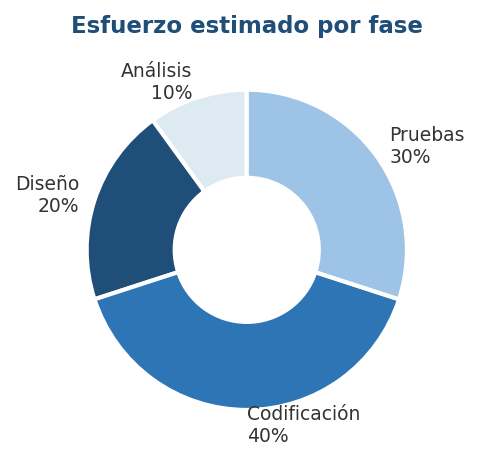 Esfuerzo estimado por fase
Análisis
10%
Pruebas
30%
Diseño
20%
Codificación
40%